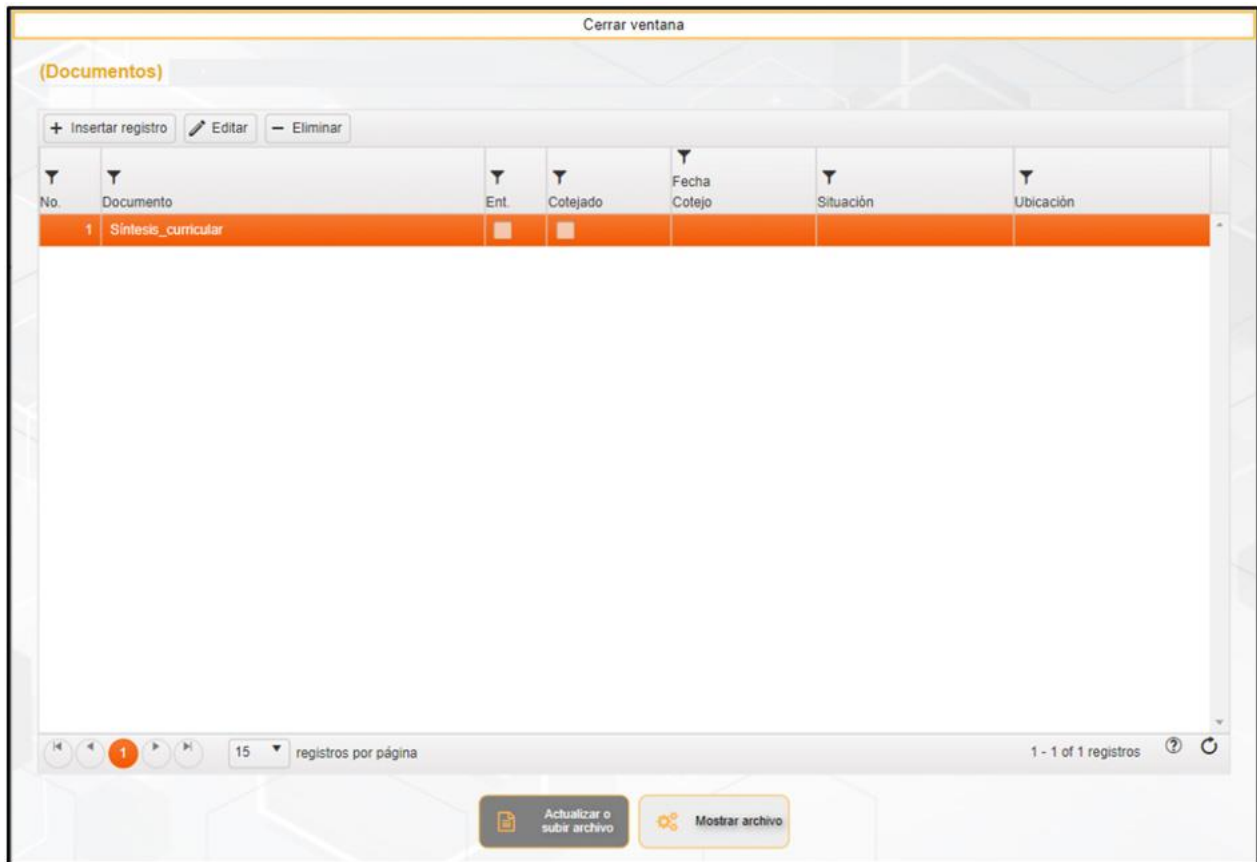 Cerrar ventana
(Documentos)
+ Insertar registro Editar − Eliminar
No. Documento Ent. Cotejado Fecha Cotejo Situación Ubicación
1 Síntesis_curricular
1 15 registros por página 1 - 1 of 1 registros
Actualizar o
subir archivo
Mostrar archivo